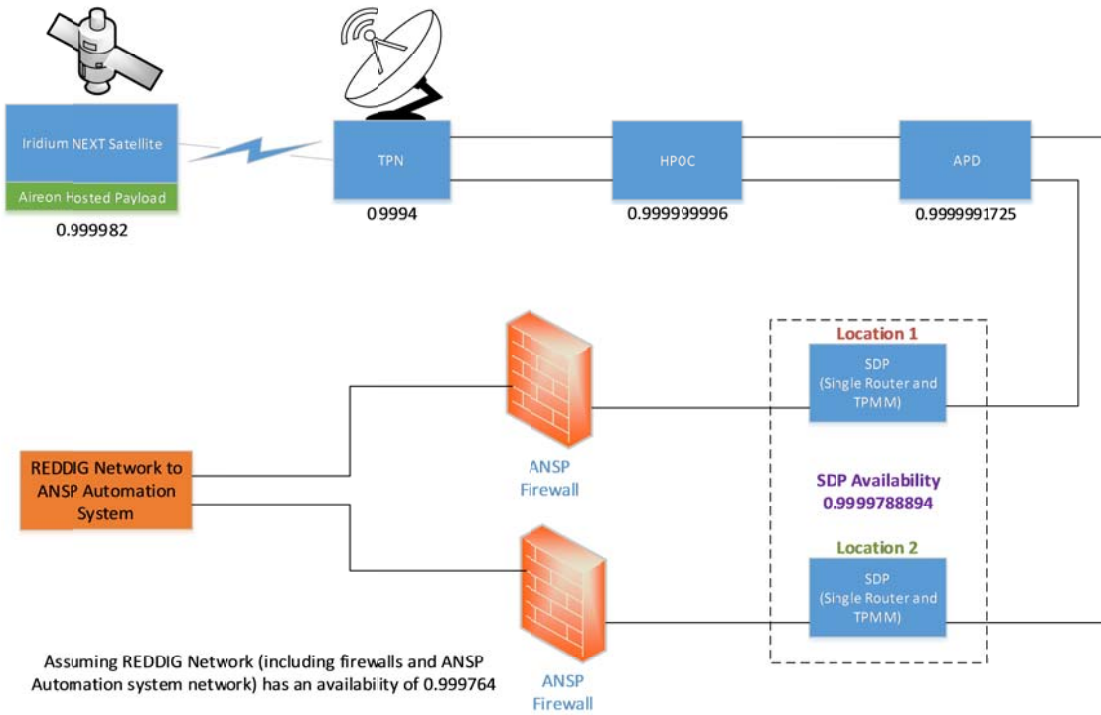 Iridium NEXT Satellite
Aireon Hosted Payload
0.999982
TPN
09994
HPOC
0.999999996
APD
0.9999991725
Location 1
SDP
(Single Router and
TPMM)
ANSP
Firewall
REDDIG Network to
ANSP Automation
System
SDP Availability
0.9999788894
Location 2
SDP
(Single Router and
TPMM)
ANSP
Firewall
Assuming REDDIG Network (including firewalls and ANSP
Automation system network) has an availability of 0.999764